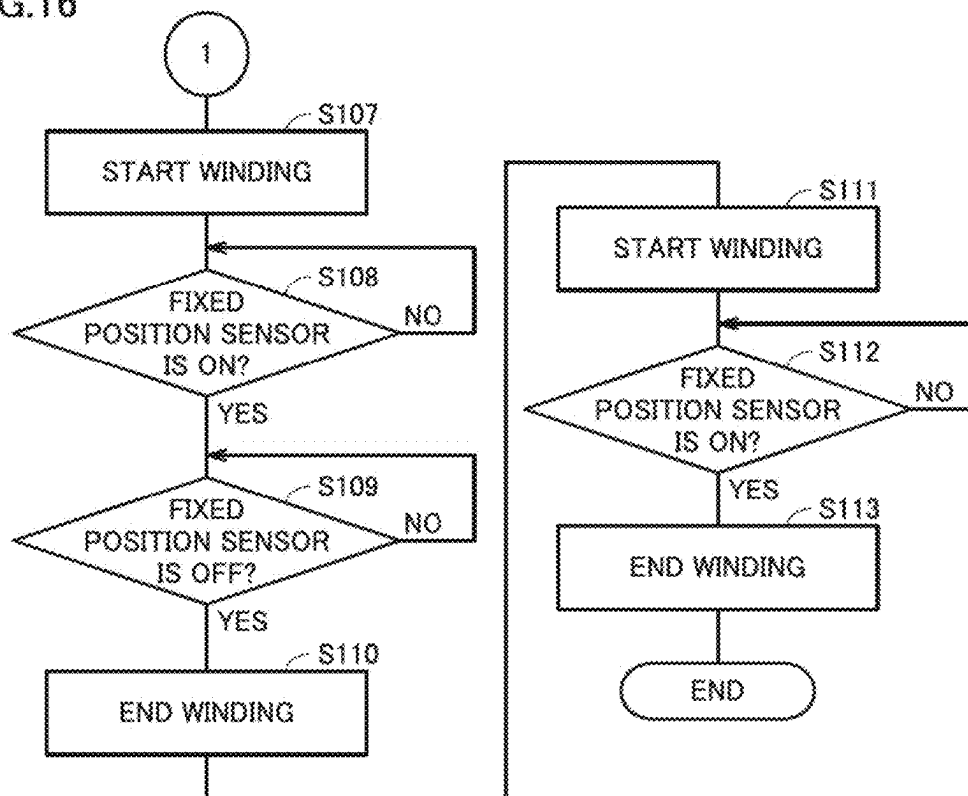 G.16
1
S107
START WINDING
S108
FIXED
POSITION SENSOR
IS ON?
NO
YES
S109
FIXED
POSITION SENSOR
IS OFF?
NO
YES
S110
END WINDING
S111
START WINDING
S112
FIXED
POSITION SENSOR
IS ON?
NO
YES
S113
END WINDING
END